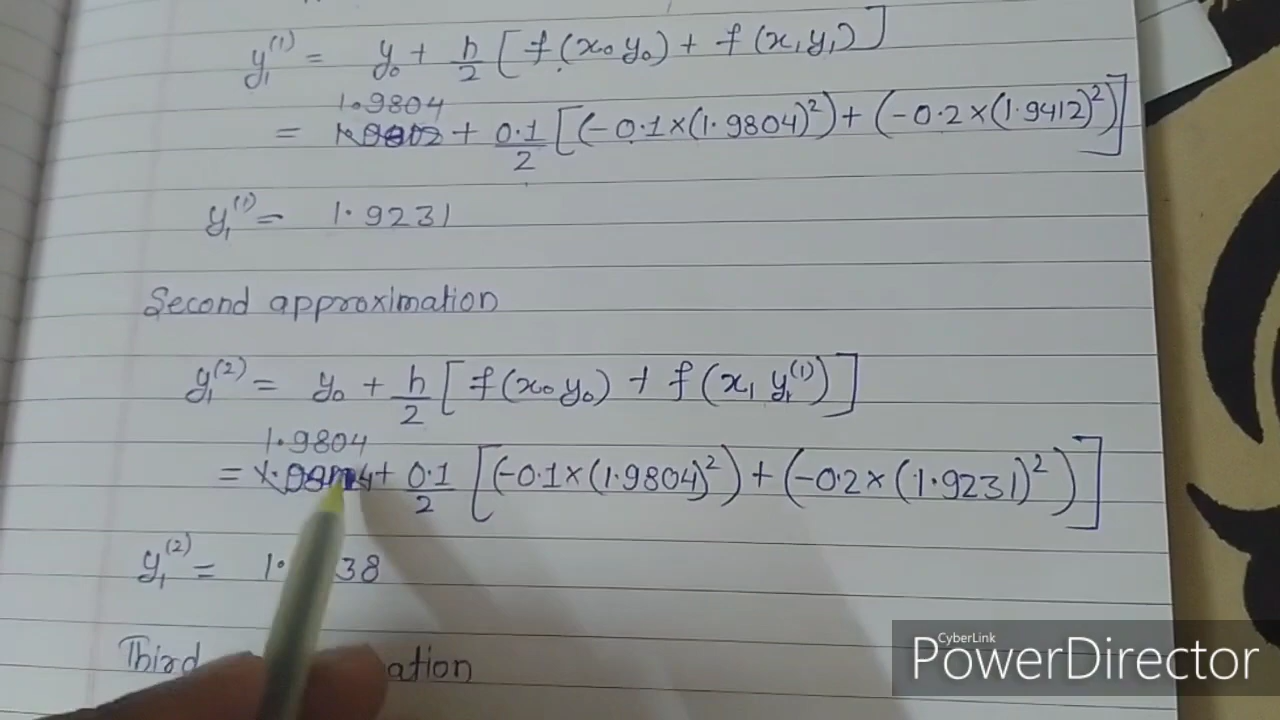 y₁⁽¹⁾ = y₀ + h/2 [ f(x₀ y₀) + f(x, y,) ]
1.9804
= + 0.1/2 [(-0.1×(1.9804)²) + (-0.2×(1.9412)²)]
y₁⁽¹⁾ = 1.9231
Second approximation
y₁⁽²⁾ = y₀ + h/2 [ f(x₀ y₀) + f(x₁ y₁⁽¹⁾) ]
1.9804
= + 0.1/2 [(-0.1×(1.9804)²) + (-0.2×(1.9231)²)]
y₁⁽²⁾ = 1. 38
Third ation
CyberLink
PowerDirector